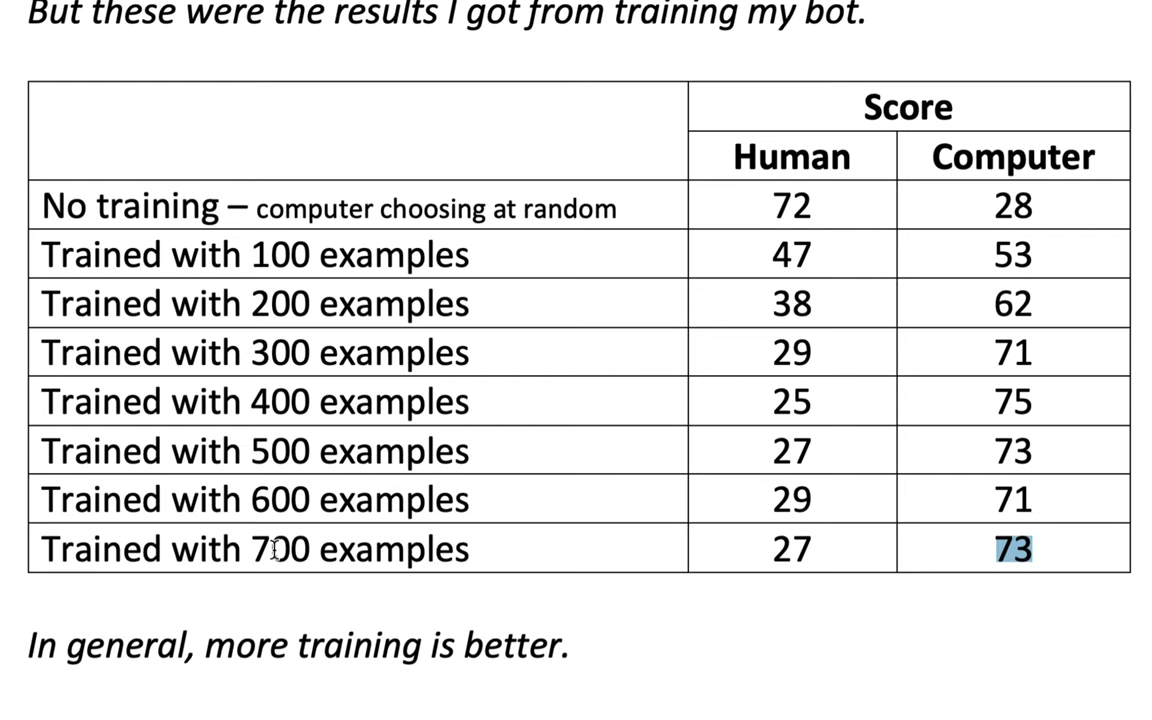 But these were the results I got from training my bot.
Score
Human Computer
No training – computer choosing at random 72 28
Trained with 100 examples 47 53
Trained with 200 examples 38 62
Trained with 300 examples 29 71
Trained with 400 examples 25 75
Trained with 500 examples 27 73
Trained with 600 examples 29 71
Trained with 700 examples 27 73
In general, more training is better.